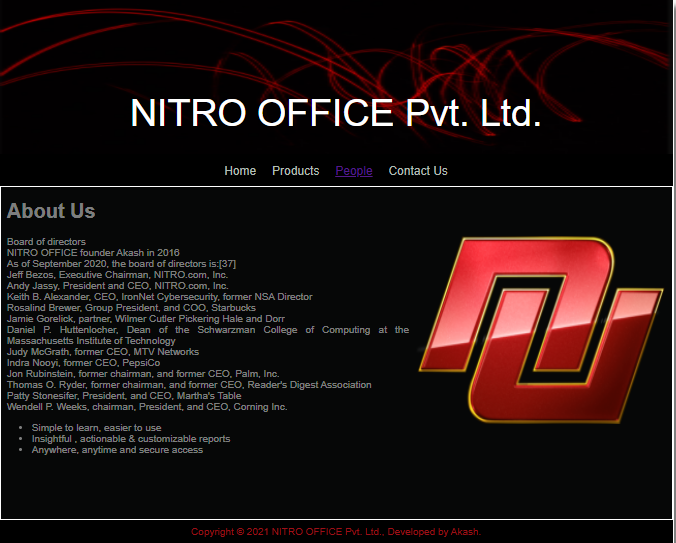 NITRO OFFICE Pvt. Ltd.
Home Products People Contact Us
About Us
Board of directors
NITRO OFFICE founder Akash in 2016
As of September 2020, the board of directors is:[37]
Jeff Bezos, Executive Chairman, NITRO.com, Inc.
Andy Jassy, President and CEO, NITRO.com, Inc.
Keith B. Alexander, CEO, IronNet Cybersecurity, former NSA Director
Rosalind Brewer, Group President, and COO, Starbucks
Jamie Gorelick, partner, Wilmer Cutler Pickering Hale and Dorr
Daniel P. Huttenlocher, Dean of the Schwarzman College of Computing at the
Massachusetts Institute of Technology
Judy McGrath, former CEO, MTV Networks
Indra Nooyi, former CEO, PepsiCo
Jon Rubinstein, former chairman, and former CEO, Palm, Inc.
Thomas O. Ryder, former chairman, and former CEO, Reader's Digest Association
Patty Stonesifer, President, and CEO, Martha's Table
Wendell P. Weeks, chairman, President, and CEO, Corning Inc.
• Simple to learn, easier to use
• Insightful , actionable & customizable reports
• Anywhere, anytime and secure access
Copyright © 2021 NITRO OFFICE Pvt. Ltd., Developed by Akash.